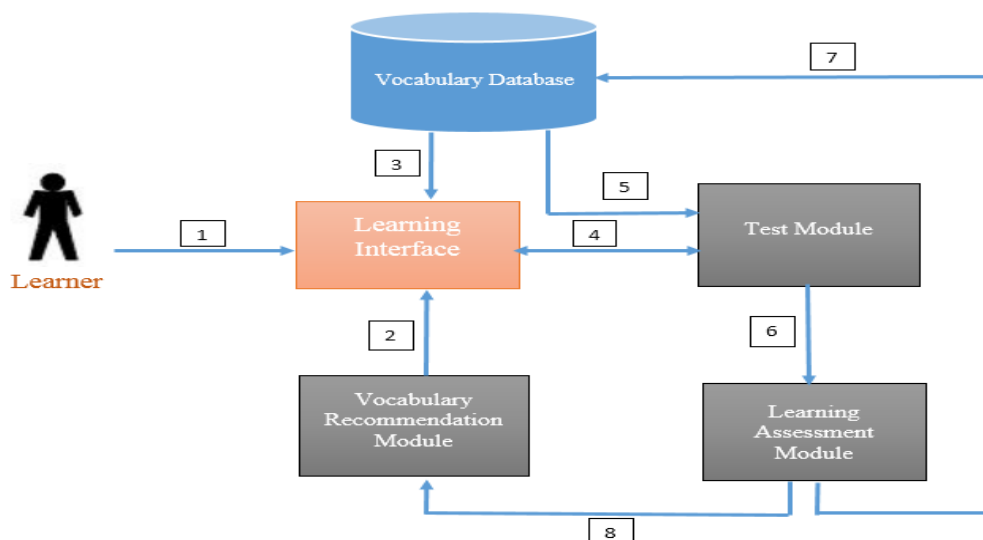 Vocabulary Database
7
3
5
1
Learner
Learning
Interface
4
Test Module
2
6
Vocabulary
Recommendation
Module
Learning
Assessment
Module
8